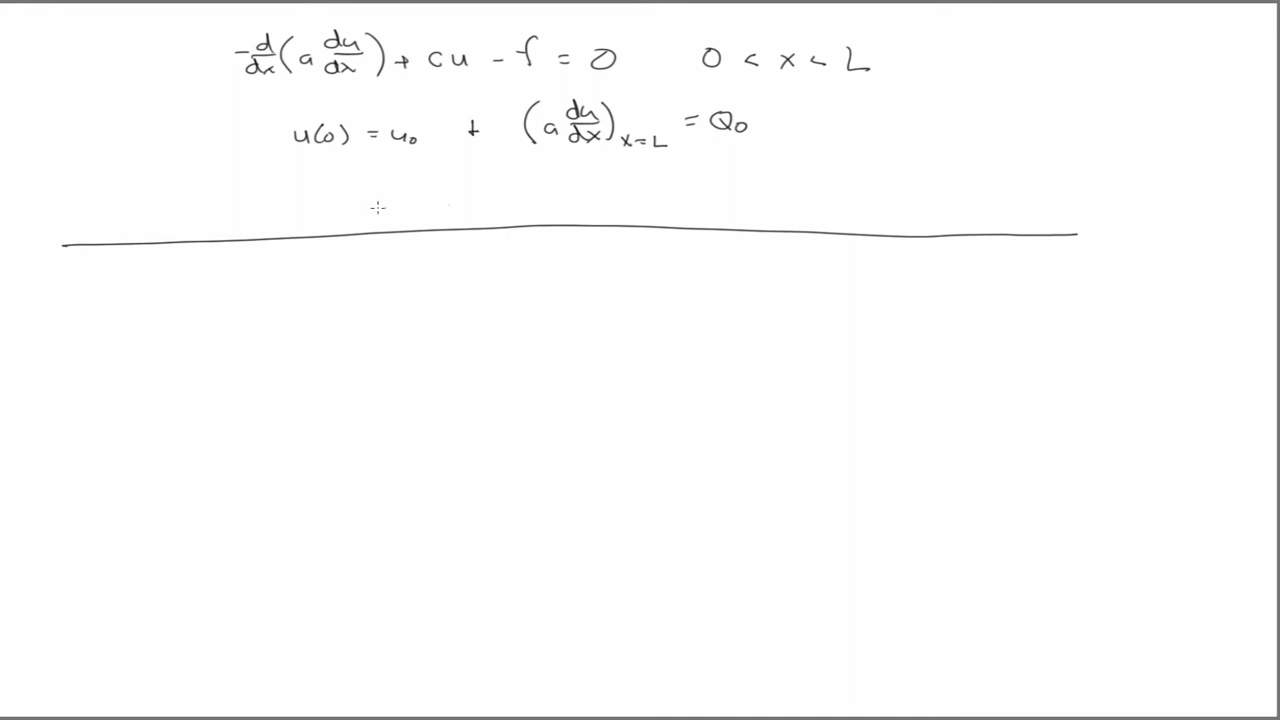 -d/dx (a du/dx) + cu - f = 0 0 < x < L
u(0) = u₀ + (a du/dx)ₓ₌L = Q₀